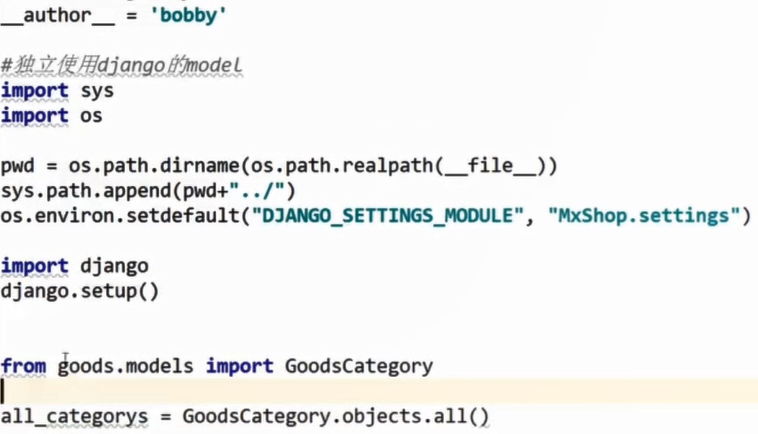 __author__ = 'bobby'
#独立使用django的model
import sys
import os
pwd = os.path.dirname(os.path.realpath(__file__))
sys.path.append(pwd+"../")
os.environ.setdefault("DJANGO_SETTINGS_MODULE", "MxShop.settings")
import django
django.setup()
from goods.models import GoodsCategory
all_categorys = GoodsCategory.objects.all()